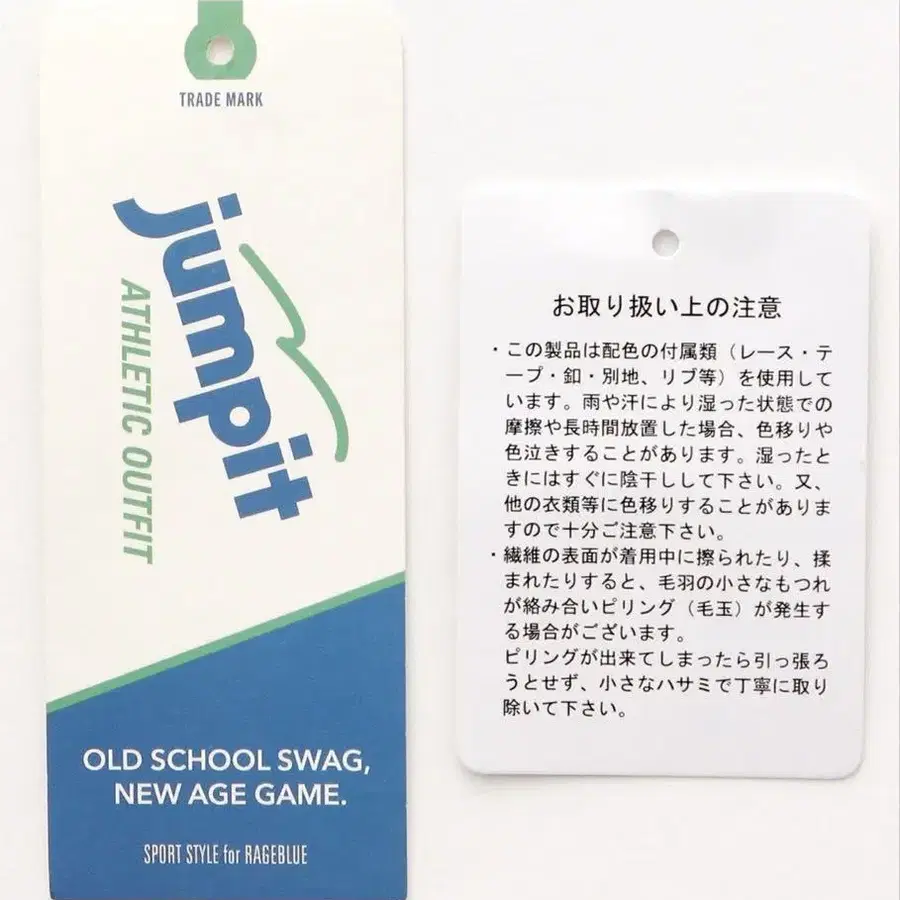 TRADE MARK
jumpit
ATHLETIC OUTFIT
OLD SCHOOL SWAG,
NEW AGE GAME.
SPORT STYLE for RAGEBLUE
お取り扱い上の注意
・この製品は配色の付属類（レース・テ
ープ・釦・別地、リブ等）を使用して
います。雨や汗により湿った状態での
摩擦や長時間放置した場合、色移りや
色泣きすることがあります。湿ったと
きにはすぐに陰干しして下さい。又、
他の衣類等に色移りすることがありま
すので十分ご注意下さい。
・繊維の表面が着用中に擦られたり、揉
まれたりすると、毛羽の小さなもつれ
が絡み合いピリング（毛玉）が発生す
る場合がございます。
ピリングが出来てしまったら引っ張ろ
うとせず、小さなハサミで丁寧に取り
除いて下さい。